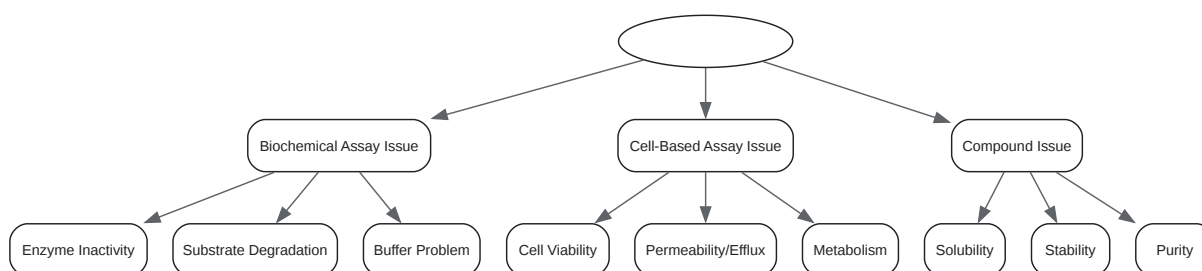 Biochemical Assay Issue
Cell-Based Assay Issue
Compound Issue
Enzyme Inactivity
Substrate Degradation
Buffer Problem
Cell Viability
Permeability/Efflux
Metabolism
Solubility
Stability
Purity